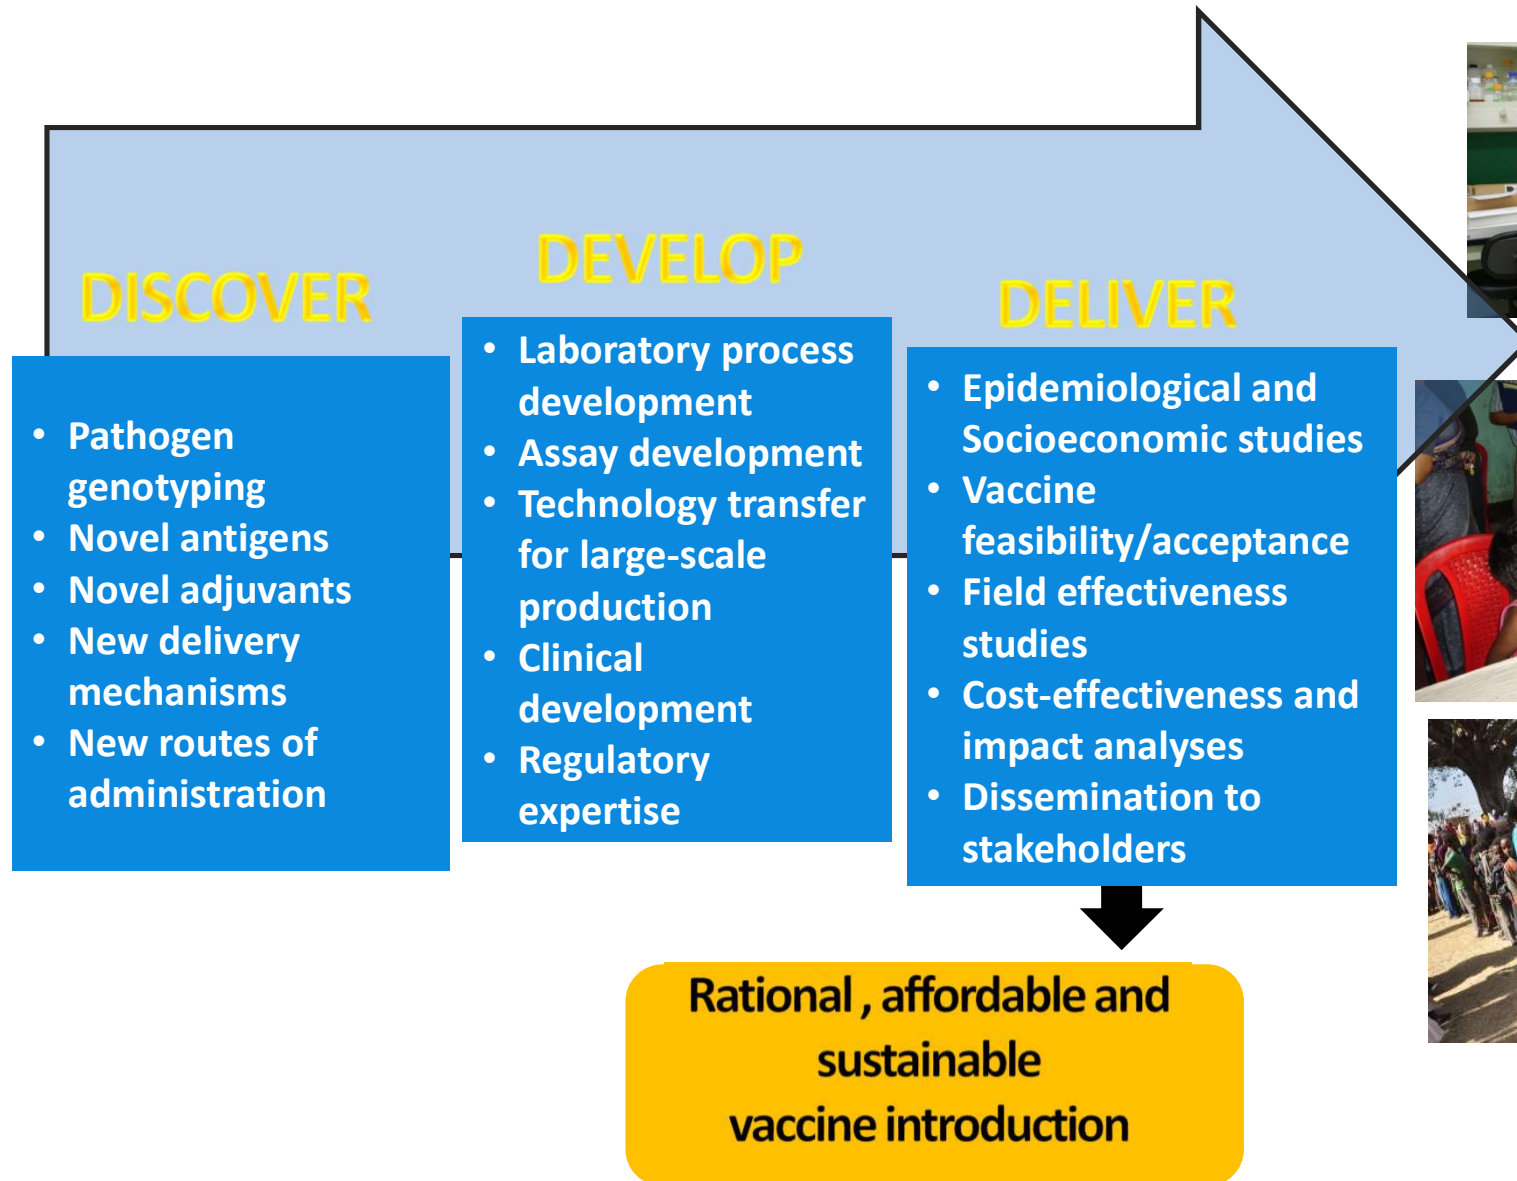 DISCOVER
• Pathogen
genotyping
• Novel antigens
• Novel adjuvants
• New delivery
mechanisms
• New routes of
administration
DEVELOP
• Laboratory process
development
• Assay development
• Technology transfer
for large-scale
production
• Clinical
development
• Regulatory
expertise
DELIVER
• Epidemiological and
Socioeconomic studies
• Vaccine
feasibility/acceptance
• Field effectiveness
studies
• Cost-effectiveness and
impact analyses
• Dissemination to
stakeholders
Rational , affordable and
sustainable
vaccine introduction